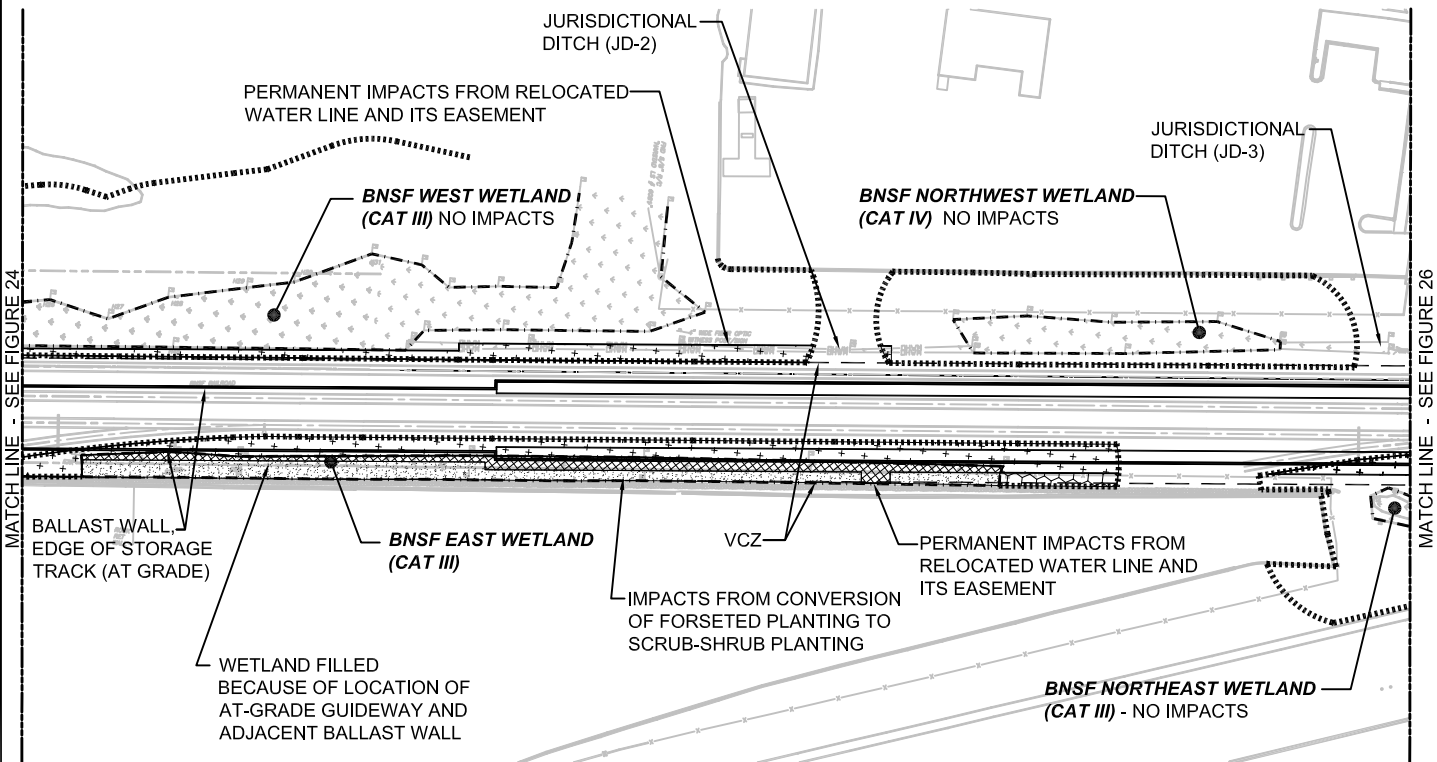 JURISDICTIONAL
DITCH (JD-2)
PERMANENT IMPACTS FROM RELOCATED
WATER LINE AND ITS EASEMENT
JURISDICTIONAL
DITCH (JD-3)
BNSF WEST WETLAND
(CAT III) NO IMPACTS
BNSF NORTHWEST WETLAND
(CAT IV) NO IMPACTS
MATCH LINE - SEE FIGURE 24
MATCH LINE - SEE FIGURE 26
BALLAST WALL,
EDGE OF STORAGE
TRACK (AT GRADE)
BNSF EAST WETLAND
(CAT III)
VCZ
PERMANENT IMPACTS FROM
RELOCATED WATER LINE AND
ITS EASEMENT
IMPACTS FROM CONVERSION
OF FORSETED PLANTING TO
SCRUB-SHRUB PLANTING
WETLAND FILLED
BECAUSE OF LOCATION OF
AT-GRADE GUIDEWAY AND
ADJACENT BALLAST WALL
BNSF NORTHEAST WETLAND
(CAT III) - NO IMPACTS